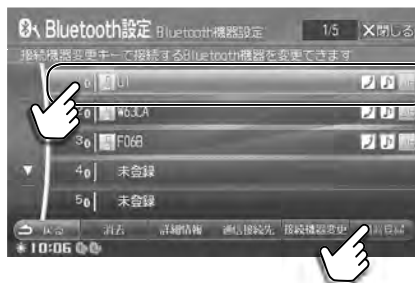 Bluetooth設定 Bluetooth機器設定 1/5 ×閉じる
接続機器変更キーで接続するBluetooth機器を変更できます
U1
W63CA
3 F06B
4 未登録
5 未登録
戻る 消去 詳細情報 通信接続先 接続機器変更
10:06